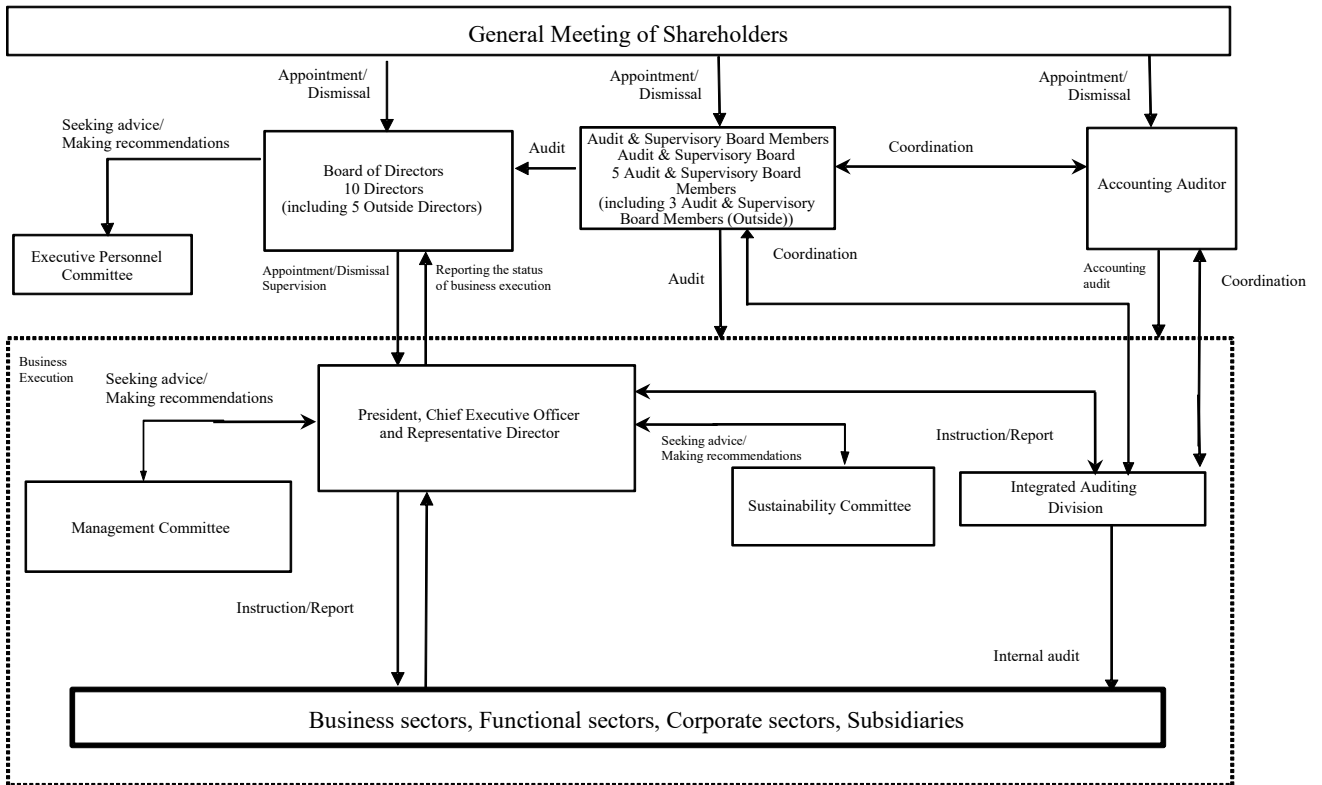 General Meeting of Shareholders
Appointment/
Dismissal
Appointment/
Dismissal
Appointment/
Dismissal
Seeking advice/
Making recommendations
Board of Directors
10 Directors
(including 5 Outside Directors)
Audit
Audit & Supervisory Board Members
Audit & Supervisory Board
5 Audit & Supervisory Board
Members
(including 3 Audit & Supervisory
Board Members (Outside))
Coordination
Accounting Auditor
Executive Personnel
Committee
Appointment/Dismissal
Supervision
Reporting the status
of business execution
Audit
Coordination
Accounting
audit
Coordination
Business
Execution
Seeking advice/
Making recommendations
President, Chief Executive Officer
and Representative Director
Seeking advice/
Making recommendations
Instruction/Report
Management Committee
Sustainability Committee
Integrated Auditing
Division
Instruction/Report
Internal audit
Business sectors, Functional sectors, Corporate sectors, Subsidiaries